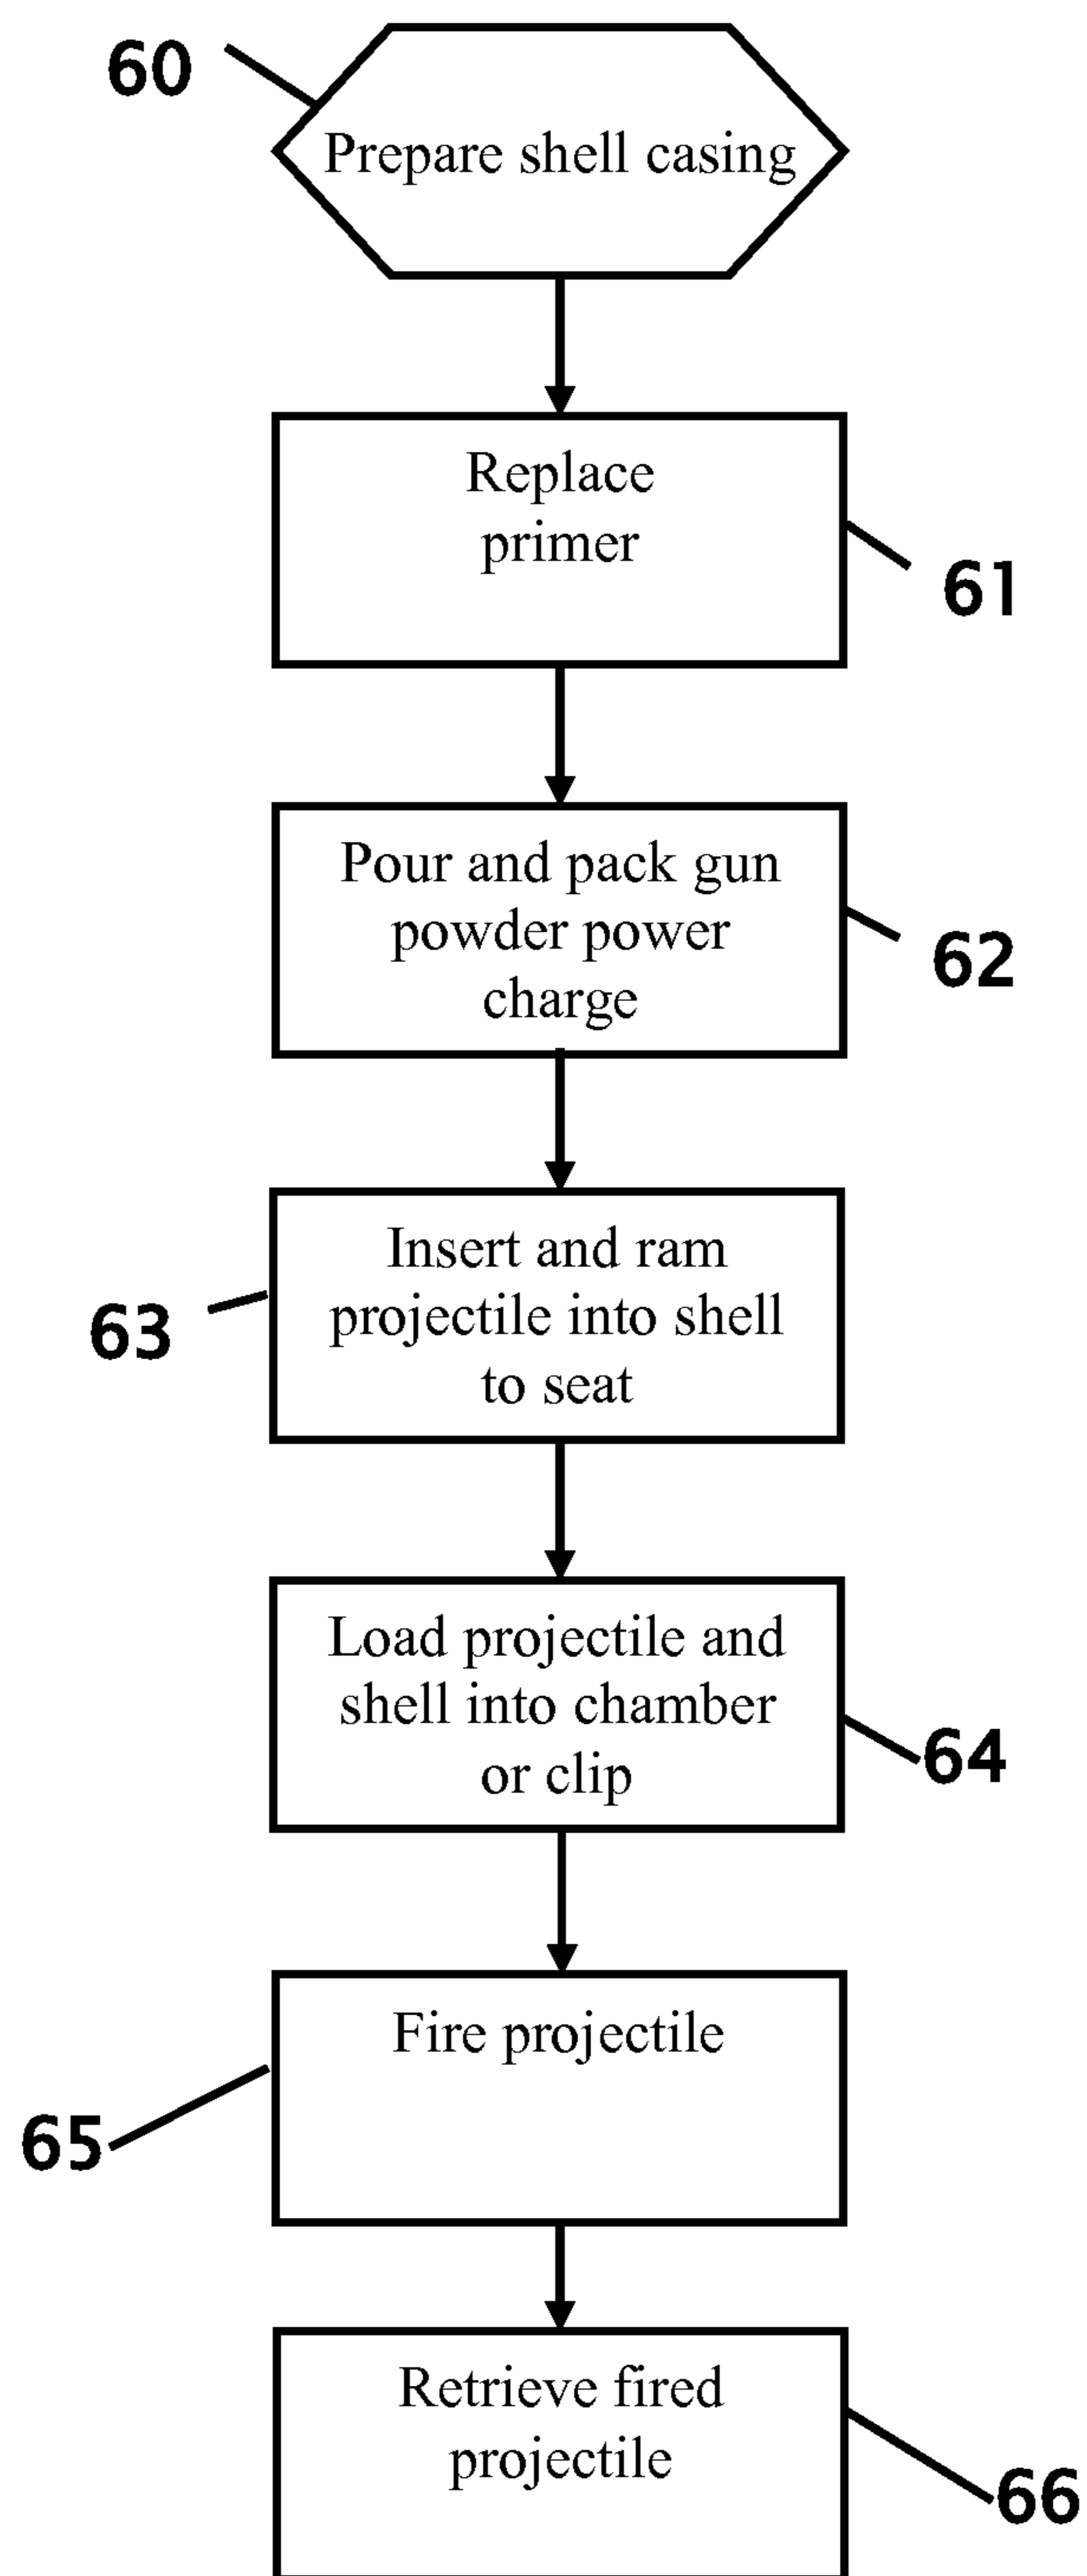 60
Prepare shell casing
Replace
primer
61
Pour and pack gun
powder power
charge
62
Insert and ram
projectile into shell
to seat
63
Load projectile and
shell into chamber
or clip
64
Fire projectile
65
Retrieve fired
projectile
66